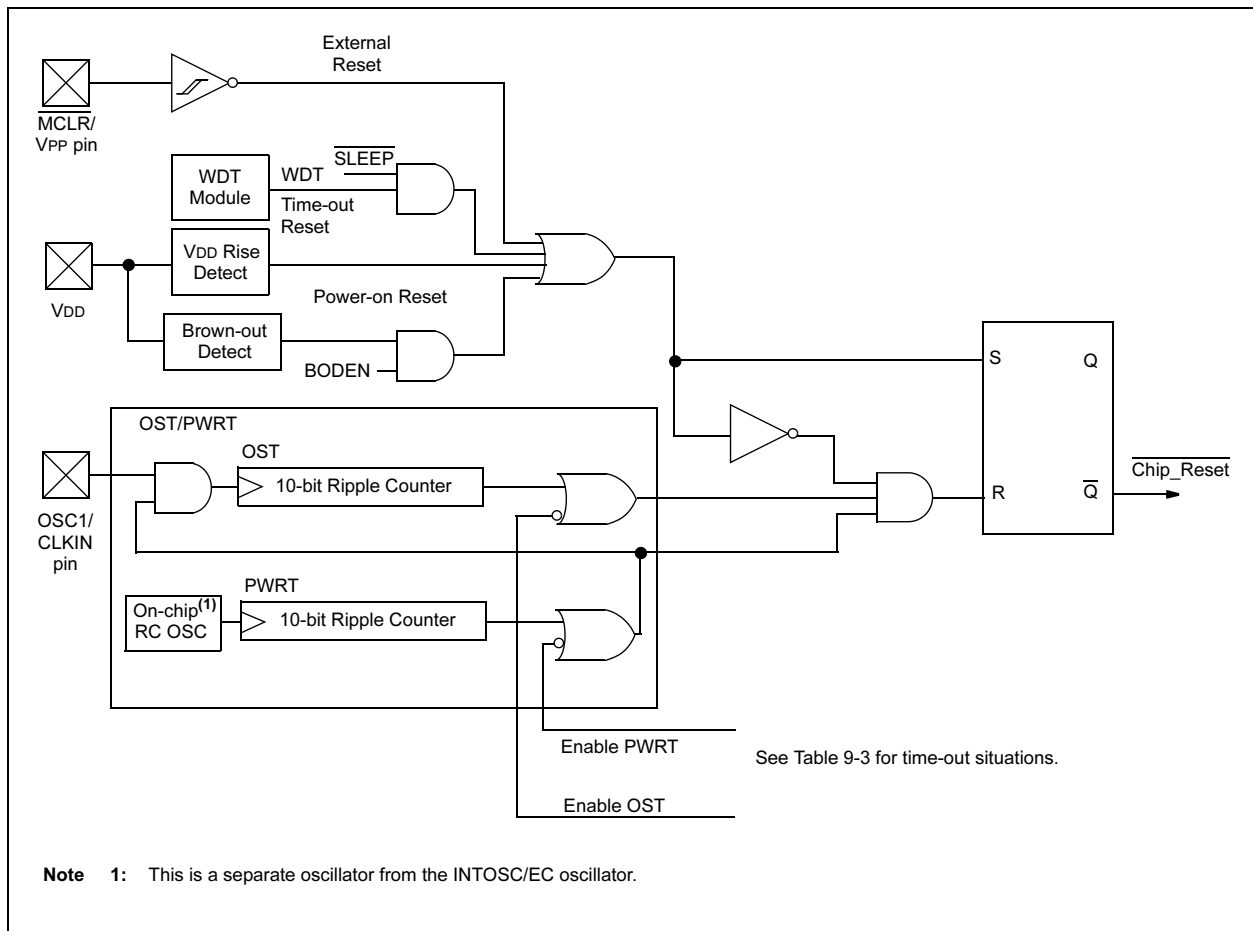 External
Reset
MCLR/
VPP pin
SLEEP
WDT
Module
WDT
Time-out
Reset
VDD Rise
Detect
VDD
Power-on Reset
Brown-out
Detect
BODEN
S
Q
OST/PWRT
OST
10-bit Ripple Counter
Chip_Reset
R
Q
OSC1/
CLKIN
pin
PWRT
On-chip(1)
RC OSC
10-bit Ripple Counter
Enable PWRT
See Table 9-3 for time-out situations.
Enable OST
Note 1: This is a separate oscillator from the INTOSC/EC oscillator.